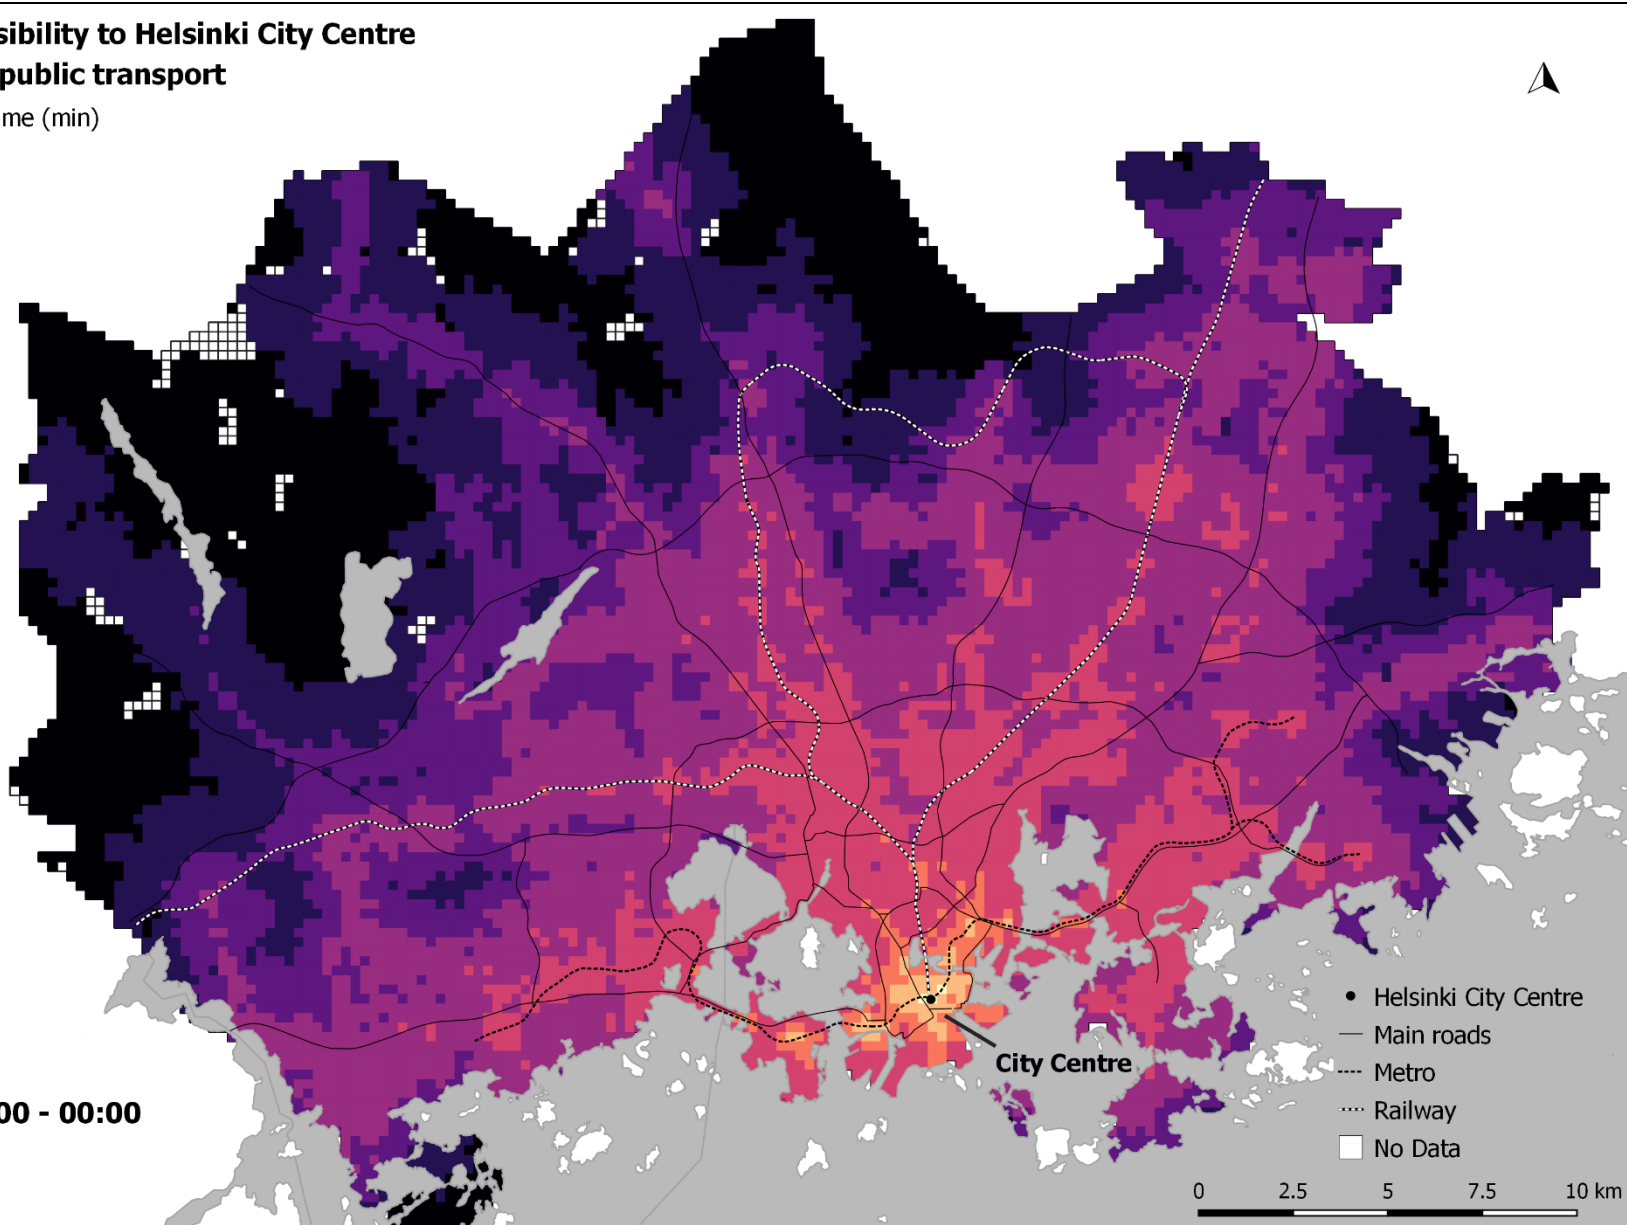 sibility to Helsinki City Centre
public transport
me (min)
City Centre
Helsinki City Centre
Main roads
Metro
Railway
No Data
00 - 00:00
0 2.5 5 7.5 10 km